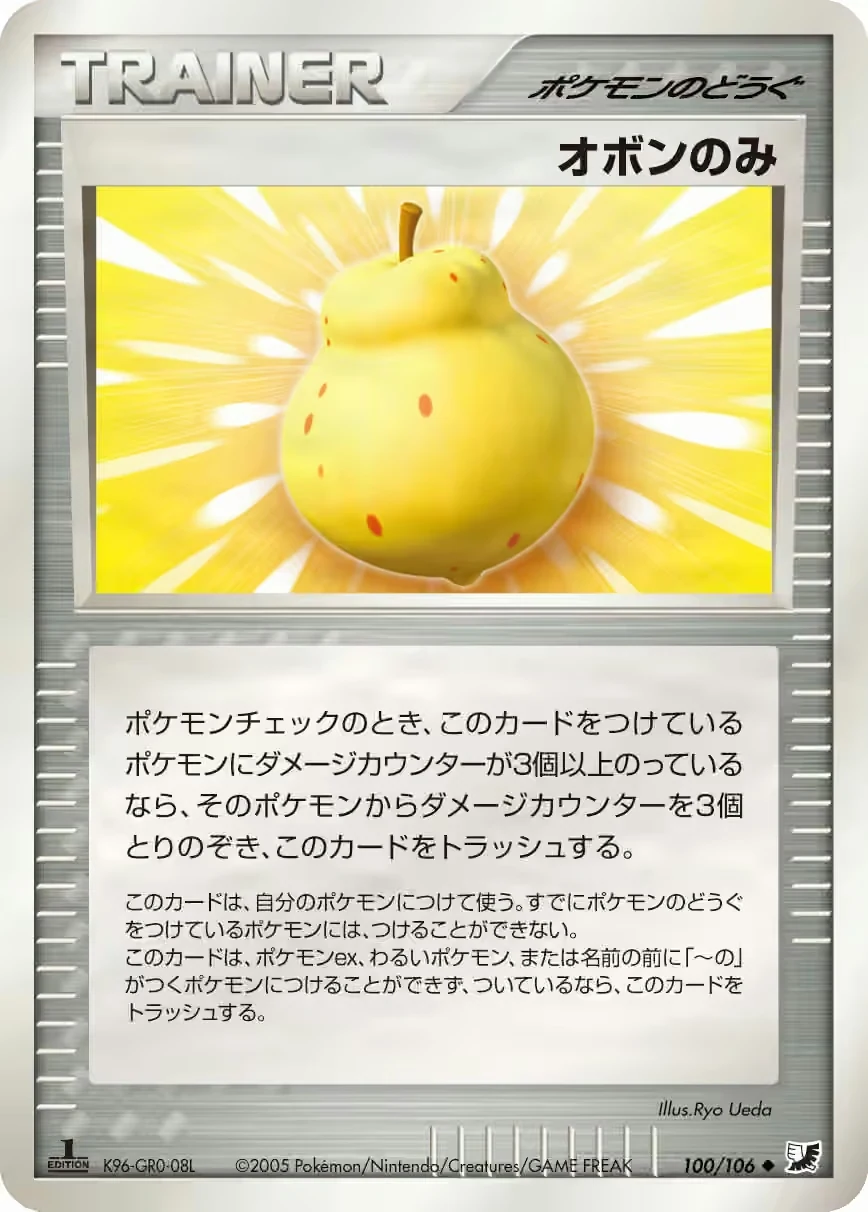 TRAINER
ポケモンのどうぐ
オボンのみ
ポケモンチェックのとき、このカードをつけている
ポケモンにダメージカウンターが3個以上のっている
なら、そのポケモンからダメージカウンターを3個
とりのぞき、このカードをトラッシュする。
このカードは、自分のポケモンにつけて使う。すでにポケモンのどうぐ
をつけているポケモンには、つけることができない。
このカードは、ポケモンex、わるいポケモン、または名前の前に「〜の」
がつくポケモンにつけることができず、ついているなら、このカードを
トラッシュする。
Illus.Ryo Ueda
1 EDITION K96-GR0-08L ©2005 Pokémon/Nintendo/Creatures/GAME FREAK 100/106 ◆